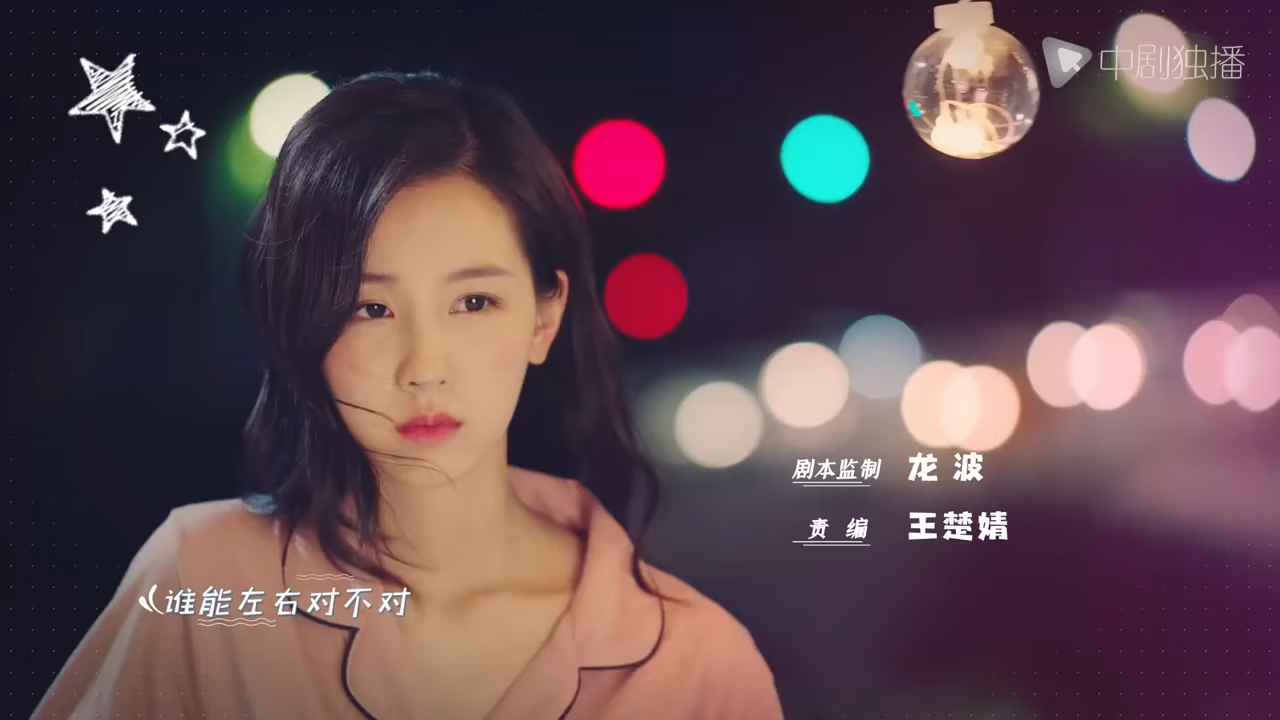 中剧独播
剧本监制 龙波
责编 王楚婧
谁能左右对不对